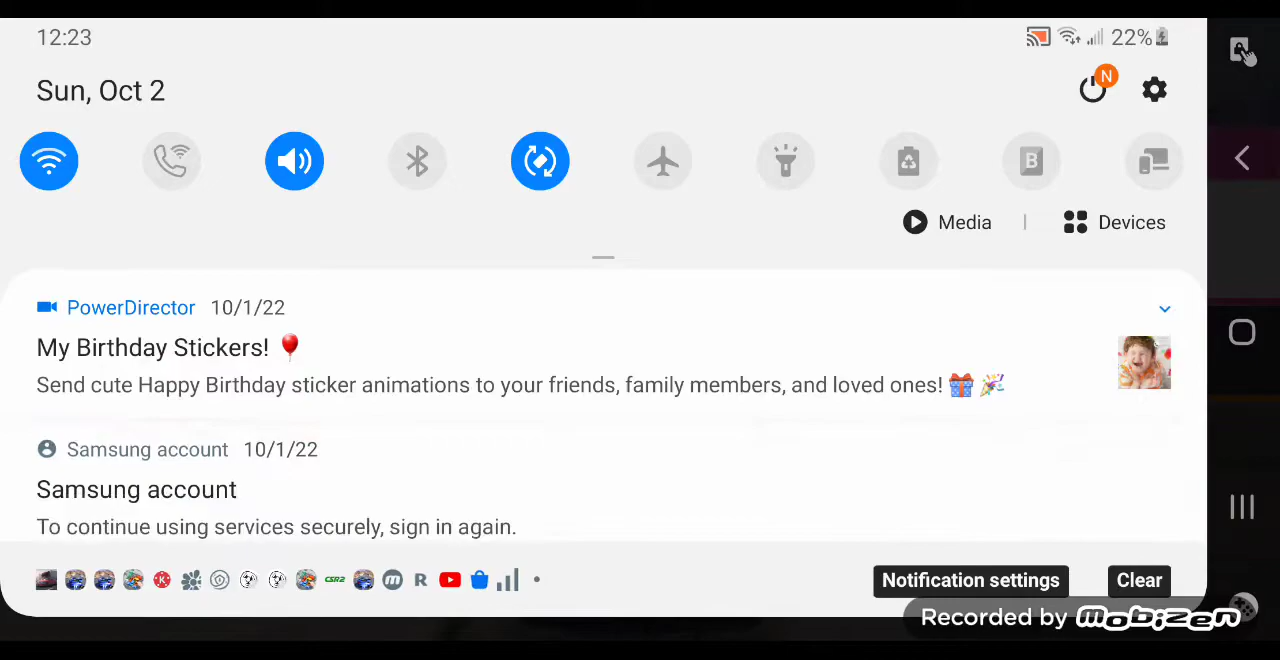 12:23
22%
Sun, Oct 2
N
B
Media | Devices
PowerDirector 10/1/22
My Birthday Stickers! 🎈
Send cute Happy Birthday sticker animations to your friends, family members, and loved ones! 🎁 🎉
Samsung account 10/1/22
Samsung account
To continue using services securely, sign in again.
CSR2 m R
Notification settings Clear
Recorded by mobizen